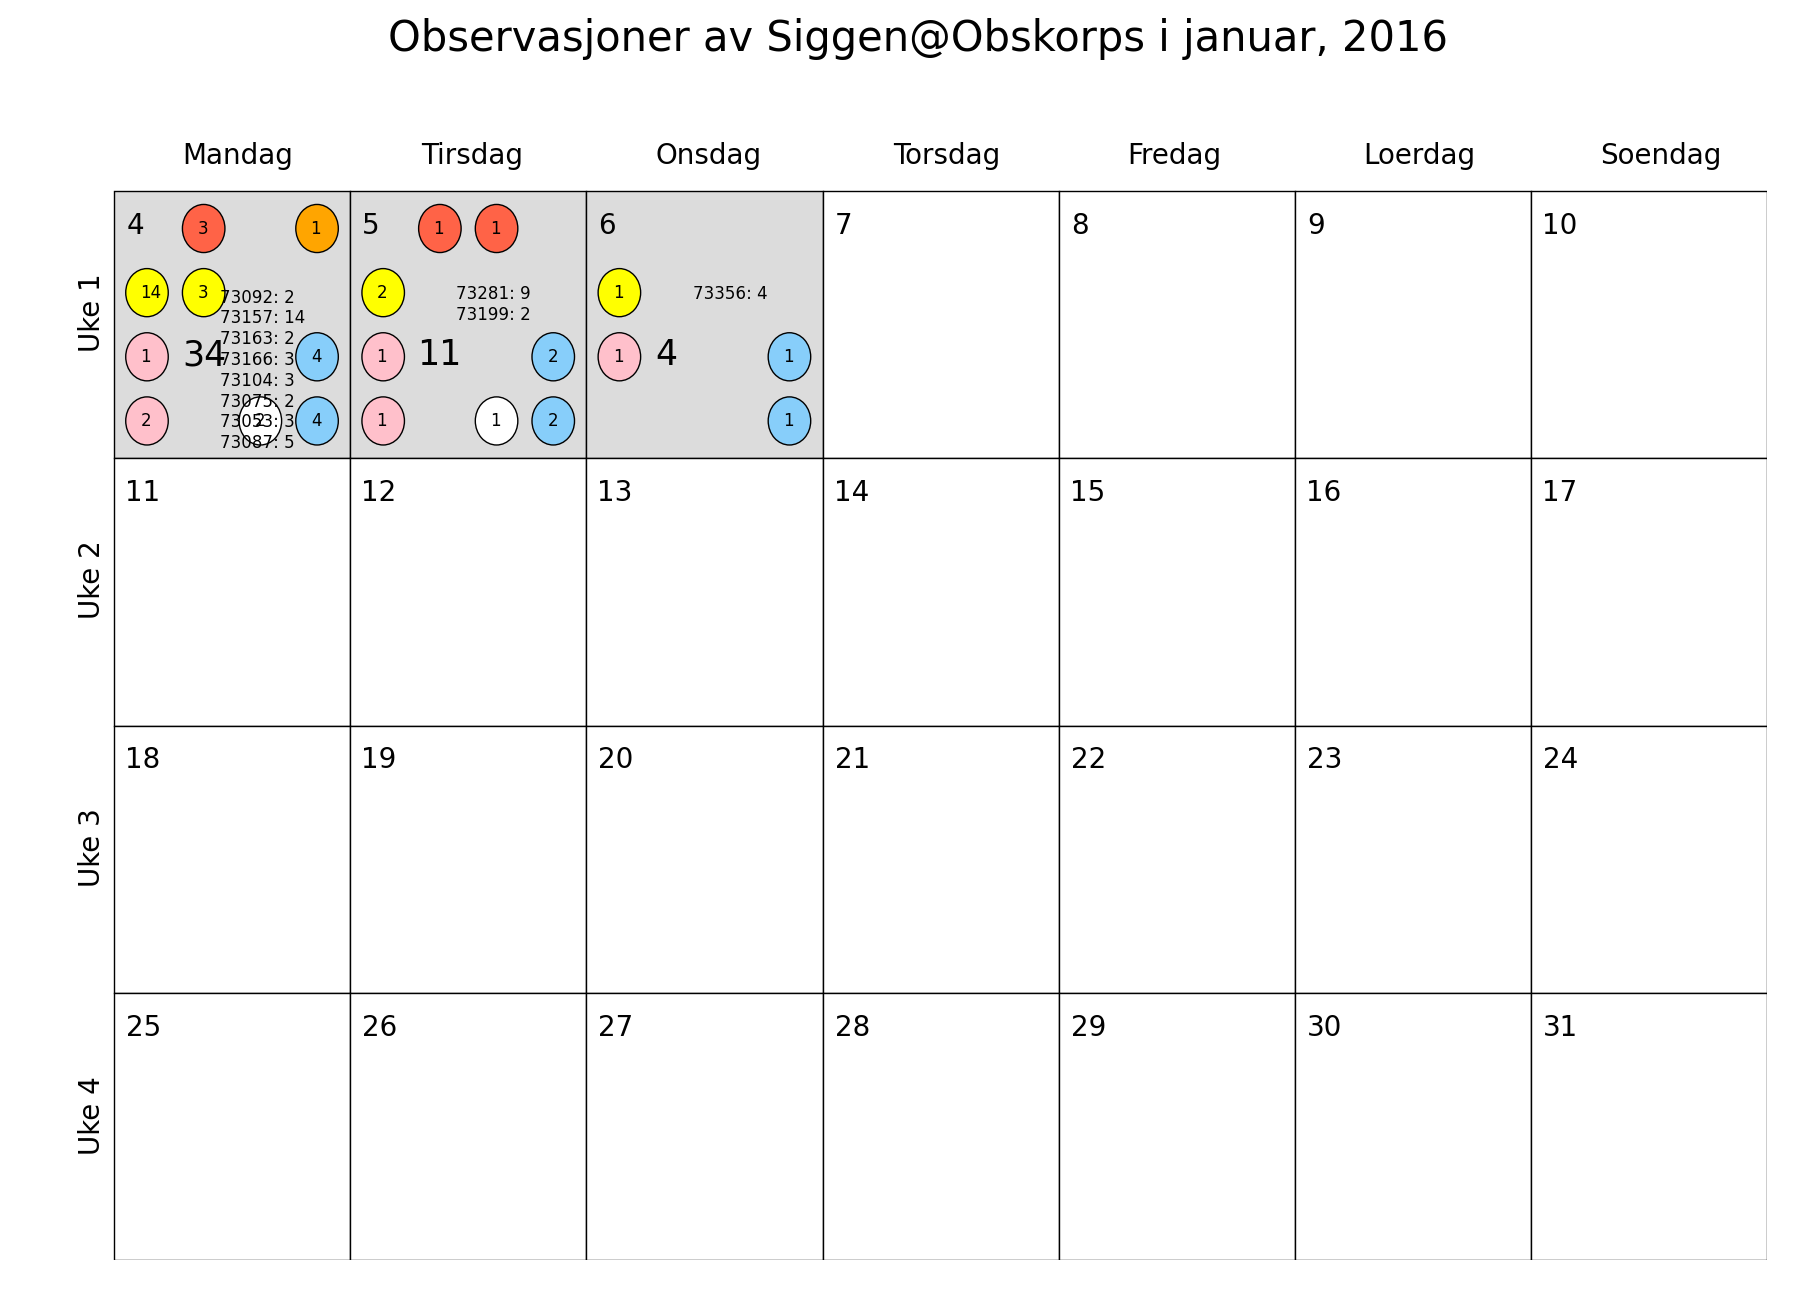 Observasjoner av Siggen@Obskorps i januar, 2016
Mandag Tirsdag Onsdag Torsdag Fredag Loerdag Soendag
Uke 1
4 3 1
14 3
73092: 2
73157: 14
73163: 2
1 34 73166: 3 4
73104: 3
73075: 2
2 2 73053: 3 4
73087: 5
5 1 1
2 73281: 9
73199: 2
1 11 2
1 1 2
6
1 73356: 4
1 4 1
1
7 8 9 10
Uke 2
11 12 13 14 15 16 17
Uke 3
18 19 20 21 22 23 24
Uke 4
25 26 27 28 29 30 31